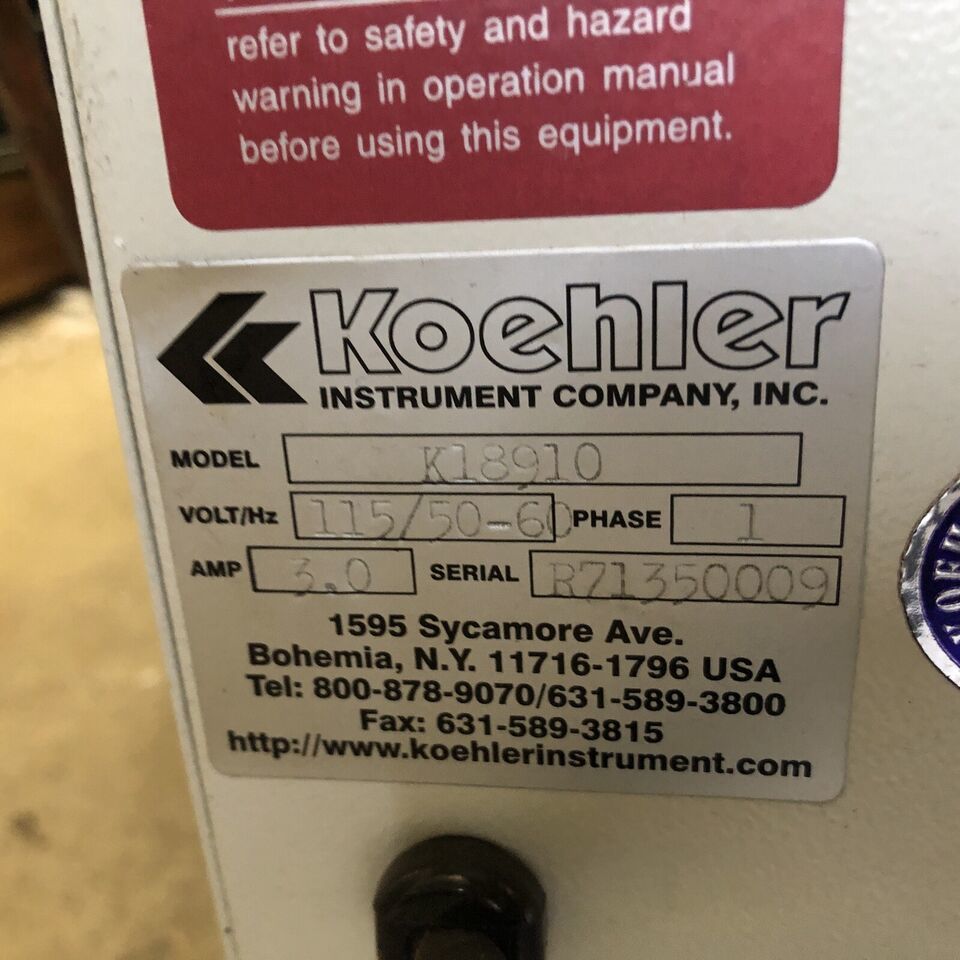 refer to safety and hazard
warning in operation manual
before using this equipment.
Koehler
INSTRUMENT COMPANY, INC.
MODEL K18910
VOLT/Hz 115/50-60 PHASE 1
AMP 3.0 SERIAL R71350009
1595 Sycamore Ave.
Bohemia, N.Y. 11716-1796 USA
Tel: 800-878-9070/631-589-3800
Fax: 631-589-3815
http://www.koehlerinstrument.com